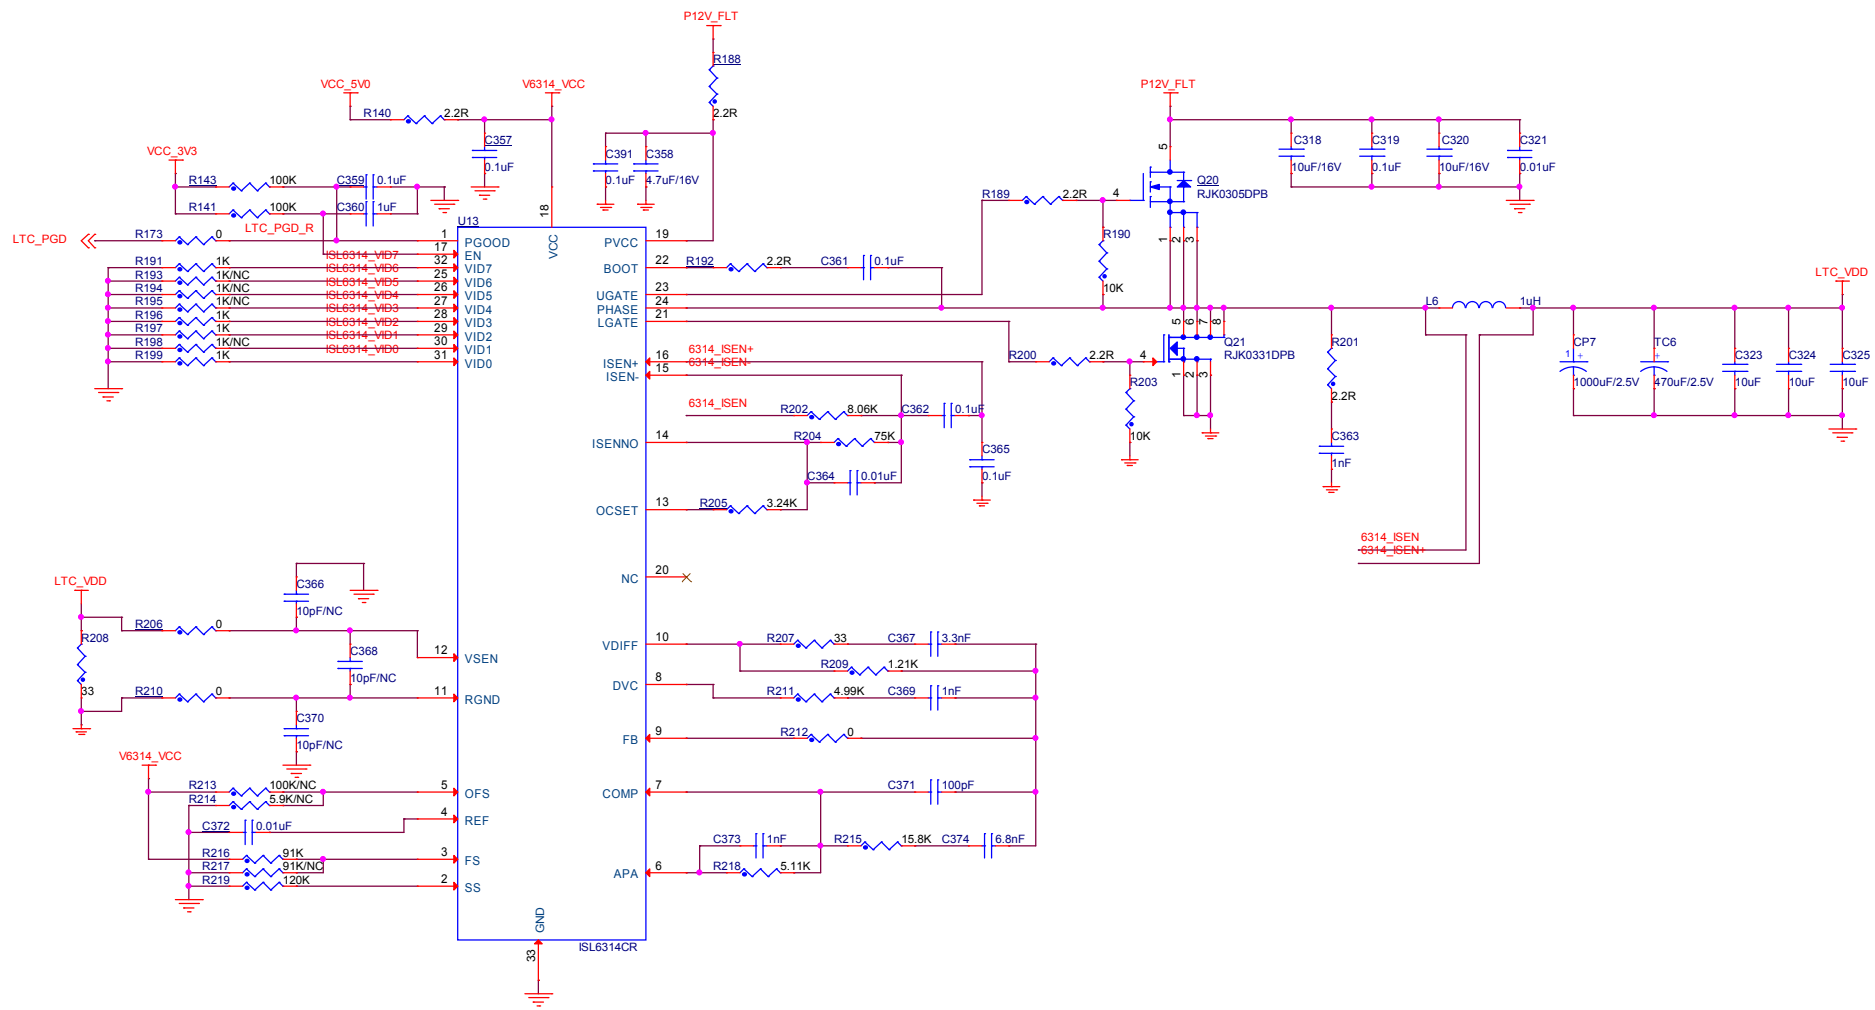 P12V_FLT
R188
2.2R
VCC_5V0
R140 2.2R
V6314_VCC
C357
0.1uF
C391
0.1uF
C358
4.7uF/16V
VCC_3V3
R143 100K C359 0.1uF
R141 100K C360 1uF
LTC_PGD R173 0 LTC_PGD_R
R191 1K ISL6314_VID7
R193 1K/NC ISL6314_VID6
R194 1K/NC ISL6314_VID5
R195 1K/NC ISL6314_VID4
R196 1K ISL6314_VID3
R197 1K ISL6314_VID2
R198 1K/NC ISL6314_VID1
R199 1K ISL6314_VID0
U13
18 VCC
1 PGOOD
17 EN
32 VID7
25 VID6
26 VID5
27 VID4
28 VID3
29 VID2
30 VID1
31 VID0
12 VSEN
11 RGND
5 OFS
4 REF
3 FS
2 SS
GND
33
ISL6314CR
PVCC 19
BOOT 22
UGATE 23
PHASE 24
LGATE 21
ISEN+ 16
ISEN- 15
ISENNO 14
OCSET 13
NC 20
VDIFF 10
DVC 8
FB 9
COMP 7
APA 6
R192 2.2R C361 0.1uF
6314_ISEN+
6314_ISEN-
6314_ISEN
R202 8.06K C362 0.1uF
R204 75K
C364 0.01uF
R205 3.24K
C365
0.1uF
R189 2.2R
R190
10K
R200 2.2R
R203
10K
P12V_FLT
5
4
Q20
RJK0305DPB
1 2 3
5 6 7 8
4
Q21
RJK0331DPB
1 2 3
C318
10uF/16V
C319
0.1uF
C320
10uF/16V
C321
0.01uF
R201
2.2R
C363
1nF
L6 1uH
LTC_VDD
CP7
1 +
1000uF/2.5V
TC6
+
470uF/2.5V
C323
10uF
C324
10uF
C325
10uF
6314_ISEN
6314_ISEN+
LTC_VDD
R208
33
R206 0
R210 0
C366
10pF/NC
C368
10pF/NC
C370
10pF/NC
V6314_VCC
R213 100K/NC
R214 5.9K/NC
C372 0.01uF
R216 91K
R217 91K/NC
R219 120K
R207 33 C367 3.3nF
R209 1.21K
R211 4.99K C369 1nF
R212 0
C371 100pF
C373 1nF R215 15.8K C374 6.8nF
R218 5.11K